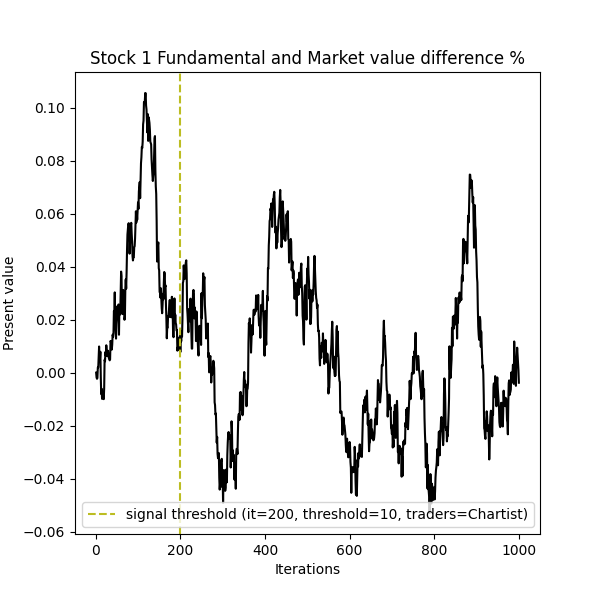 Stock 1 Fundamental and Market value difference %
Present value
0.10
0.08
0.06
0.04
0.02
0.00
−0.02
−0.04
−0.06
signal threshold (it=200, threshold=10, traders=Chartist)
0 200 400 600 800 1000
Iterations